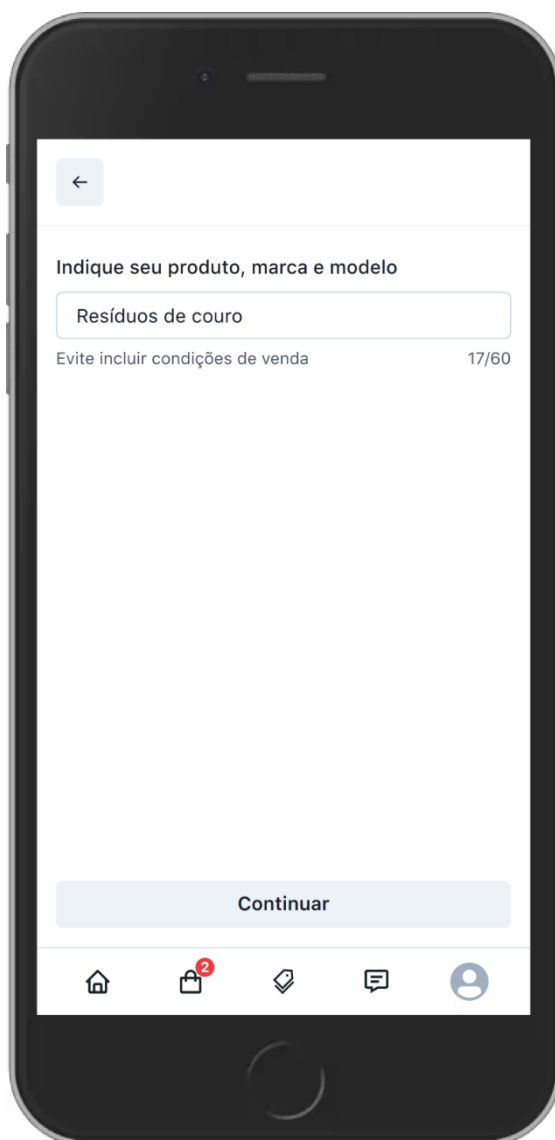 Indique seu produto, marca e modelo
Resíduos de couro
Evite incluir condições de venda 17/60
Continuar
2